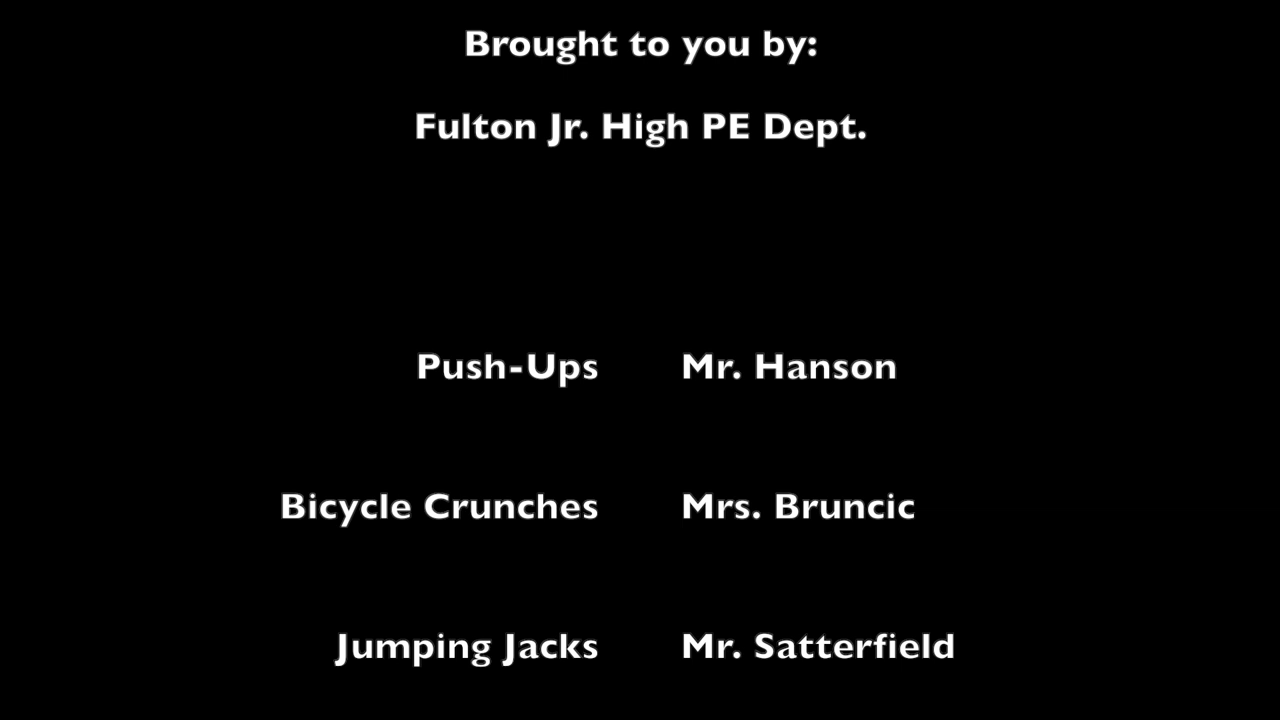 Brought to you by:
Fulton Jr. High PE Dept.
Push-Ups Mr. Hanson
Bicycle Crunches Mrs. Bruncic
Jumping Jacks Mr. Satterfield